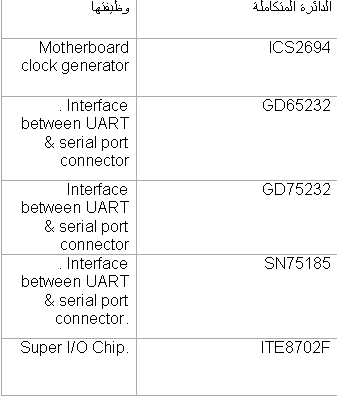 الدائرة المتكاملة
وظيفتها
ICS2694
Motherboard
clock generator
GD65232
. Interface
between UART
& serial port
connector
GD75232
Interface
between UART
& serial port
connector
SN75185
. Interface
between UART
& serial port
connector.
ITE8702F
Super I/O Chip.